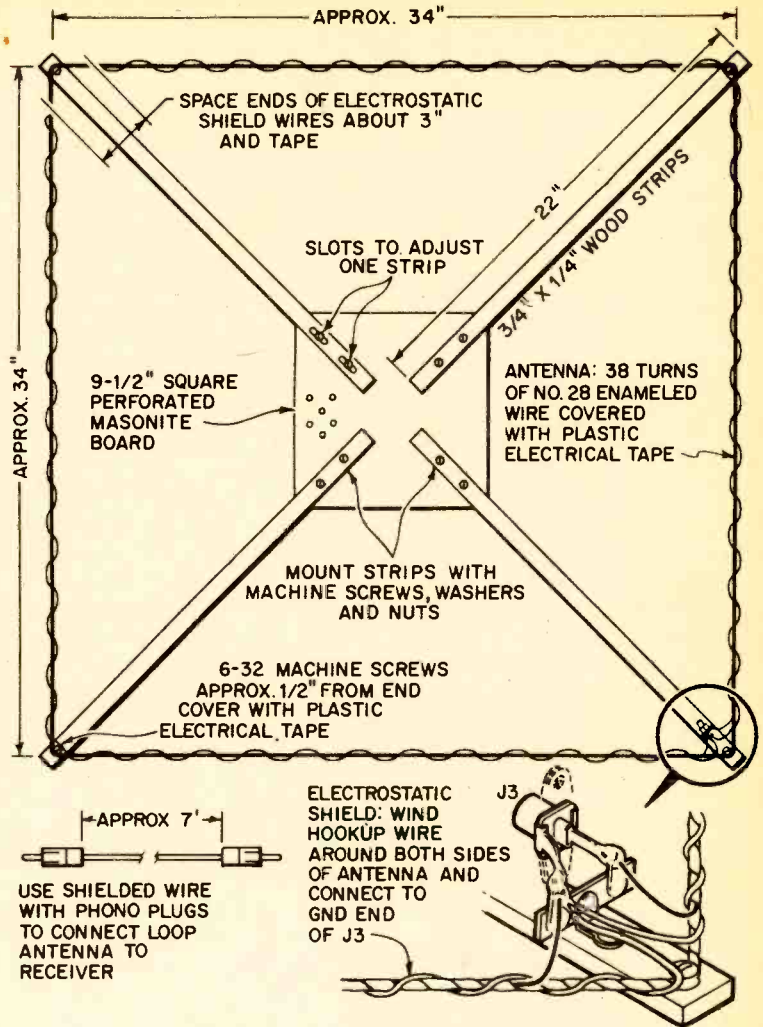 APPROX. 34"
SPACE ENDS OF ELECTROSTATIC
SHIELD WIRES ABOUT 3"
AND TAPE
22"
3/4" X 1/4" WOOD STRIPS
SLOTS TO ADJUST
ONE STRIP
APPROX. 34"
9-1/2" SQUARE
PERFORATED
MASONITE
BOARD
ANTENNA: 38 TURNS
OF NO. 28 ENAMELED
WIRE COVERED
WITH PLASTIC
ELECTRICAL TAPE
MOUNT STRIPS WITH
MACHINE SCREWS, WASHERS
AND NUTS
6-32 MACHINE SCREWS
APPROX. 1/2" FROM END
COVER WITH PLASTIC
ELECTRICAL TAPE
APPROX 7'
USE SHIELDED WIRE
WITH PHONO PLUGS
TO CONNECT LOOP
ANTENNA TO
RECEIVER
ELECTROSTATIC
SHIELD: WIND
HOOKUP WIRE
AROUND BOTH SIDES
OF ANTENNA AND
CONNECT TO
GND END
OF J3
J3